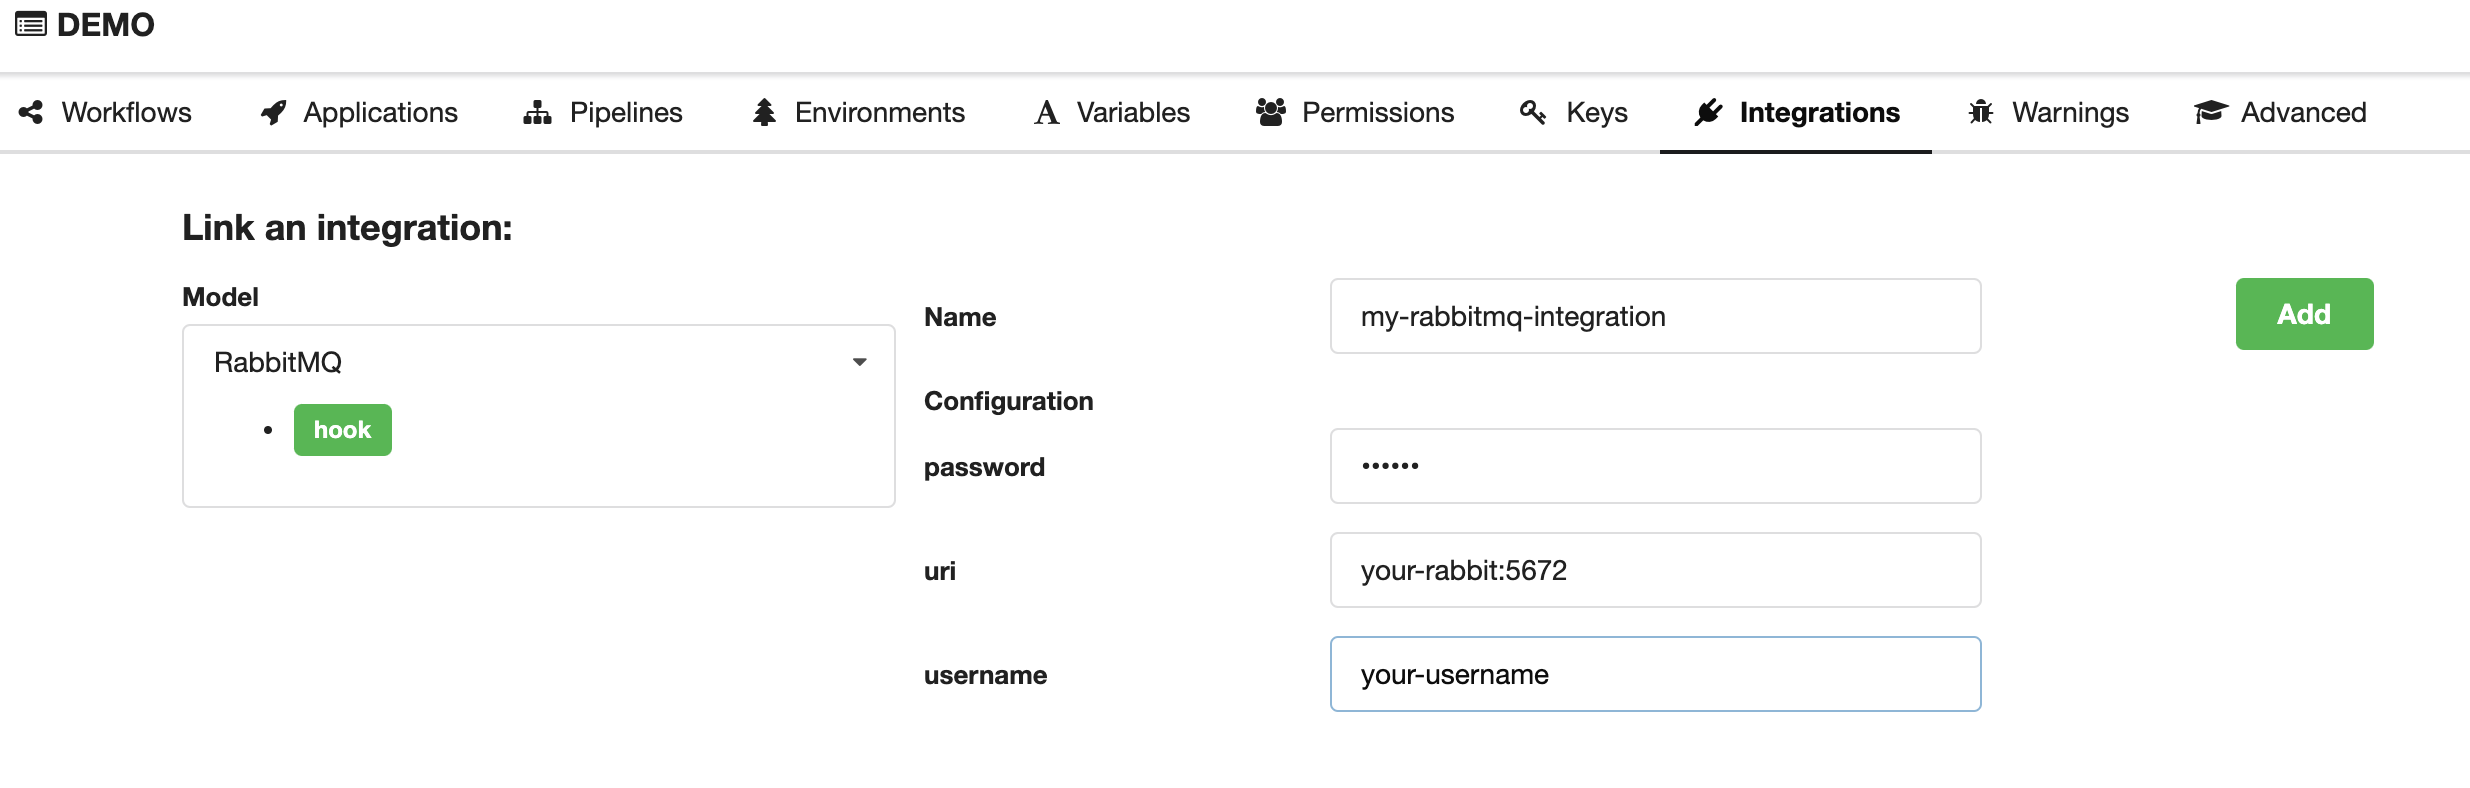 DEMO
Workflows Applications Pipelines Environments Variables Permissions Keys Integrations Warnings Advanced
Link an integration:
Model
RabbitMQ
hook
Name my-rabbitmq-integration Add
Configuration
password ••••••
uri your-rabbit:5672
username your-username